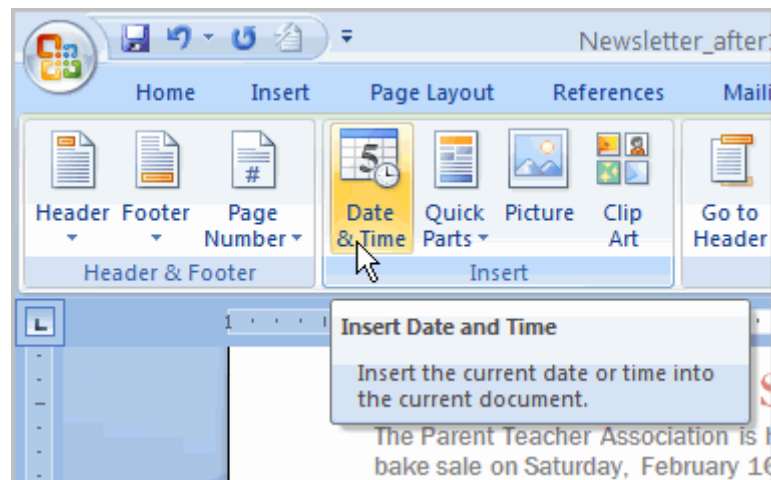 Newsletter_after
Home Insert Page Layout References Maili
5
#
Header Footer Page Date Quick Picture Clip Go to
Number & Time Parts Art Header
Header & Footer Insert
L 1
Insert Date and Time
Insert the current date or time into
the current document.
S
The Parent Teacher Association is h
bake sale on Saturday, February 16